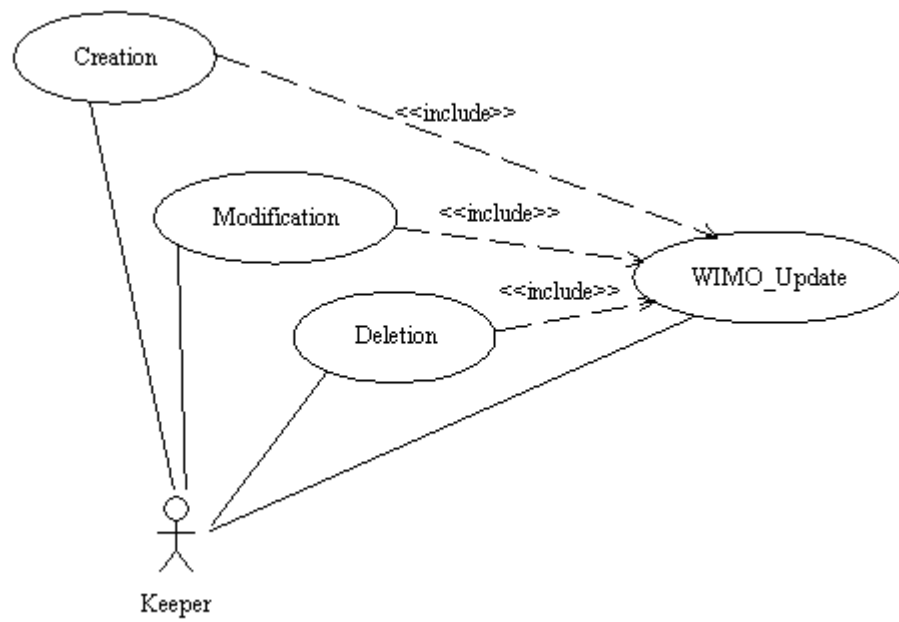 Creation
<<include>>
Modification
<<include>>
WIMO_Update
<<include>>
Deletion
Keeper